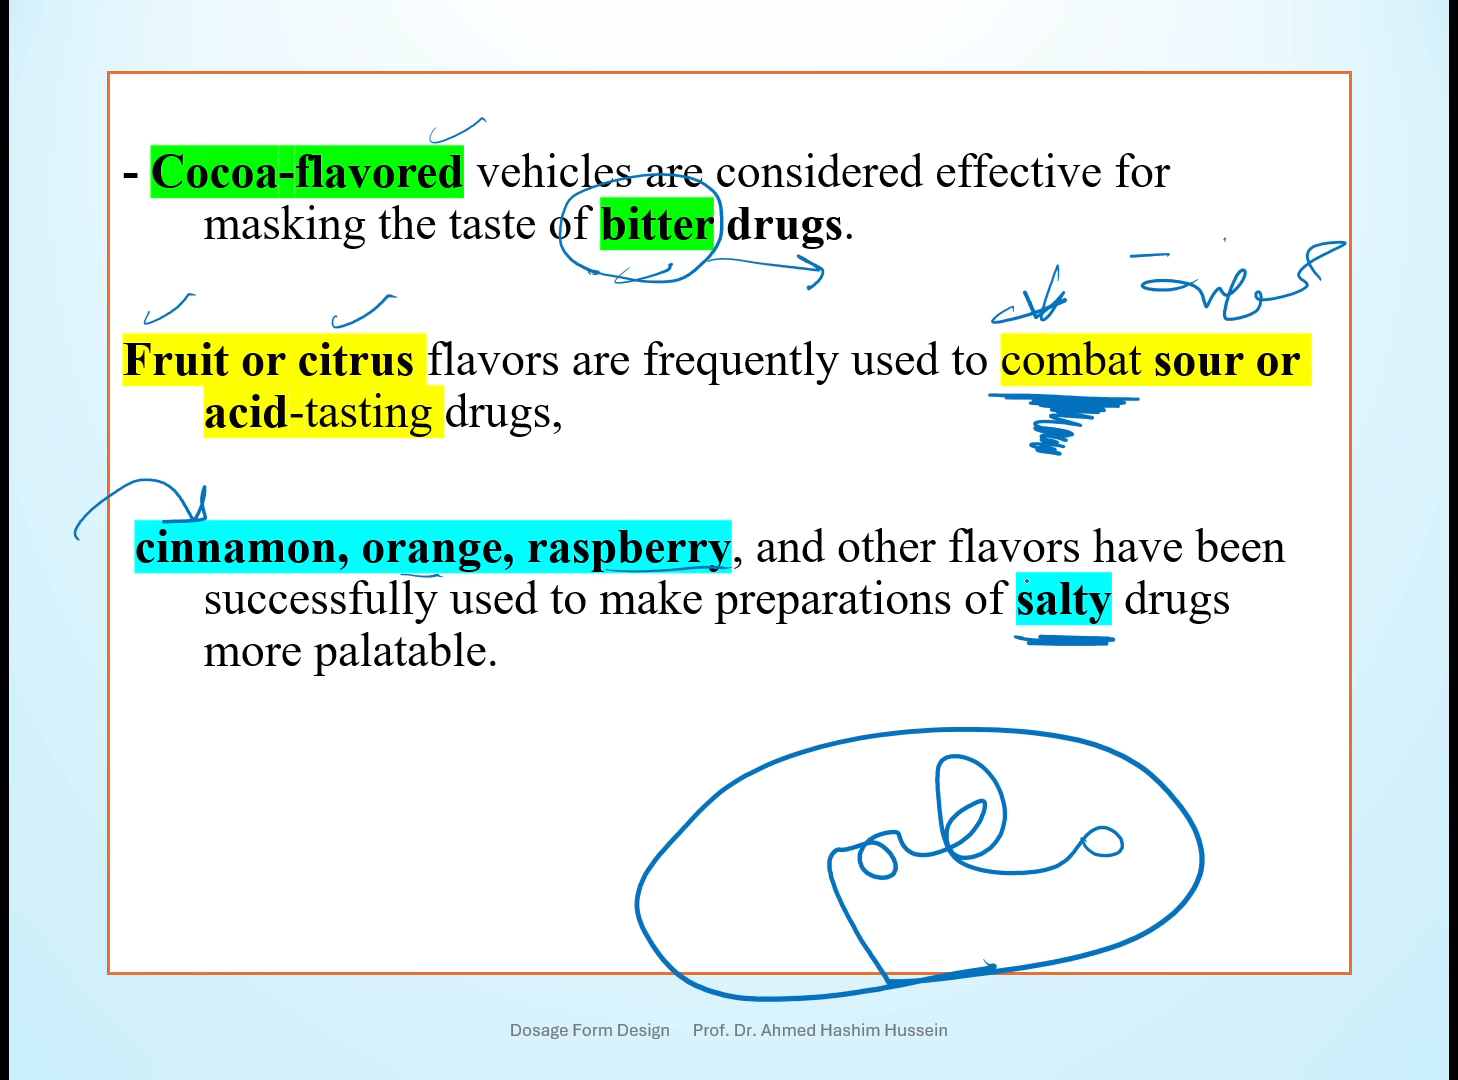 - Cocoa-flavored vehicles are considered effective for
masking the taste of bitter drugs.
Fruit or citrus flavors are frequently used to combat sour or
acid-tasting drugs,
cinnamon, orange, raspberry, and other flavors have been
successfully used to make preparations of salty drugs
more palatable.
Dosage Form Design Prof. Dr. Ahmed Hashim Hussein